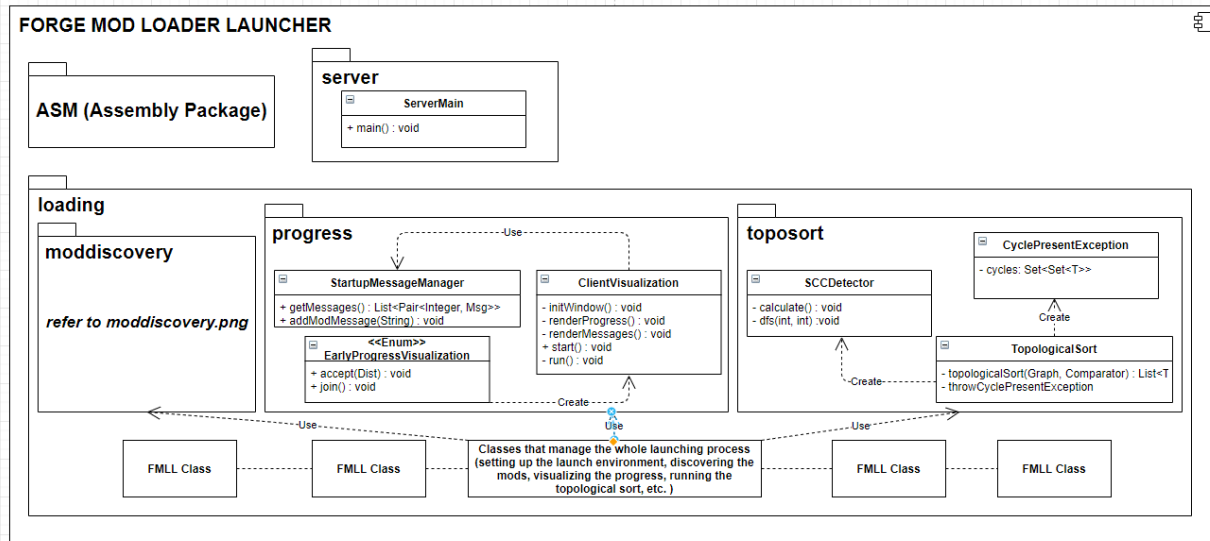 FORGE MOD LOADER LAUNCHER
ASM (Assembly Package)
server
ServerMain
+ main() : void
loading
moddiscovery
refer to moddiscovery.png
progress
Use
StartupMessageManager
+ getMessages() : List<Pair<Integer, Msg>>
+ addModMessage(String) : void
<<Enum>>
EarlyProgressVisualization
+ accept(Dist) : void
+ join() : void
ClientVisualization
- initWindow() : void
- renderProgress() : void
- renderMessages() : void
+ start() : void
- run() : void
Create
toposort
SCCDetector
- calculate() : void
- dfs(int, int) :void
CyclePresentException
- cycles: Set<Set<T>>
Create
TopologicalSort
- topologicalSort(Graph, Comparator) : List<T
- throwCyclePresentException
Create
Use
Use
Use
FMLL Class
FMLL Class
Classes that manage the whole launching process
(setting up the launch environment, discovering the
mods, visualizing the progress, running the
topological sort, etc. )
FMLL Class
FMLL Class